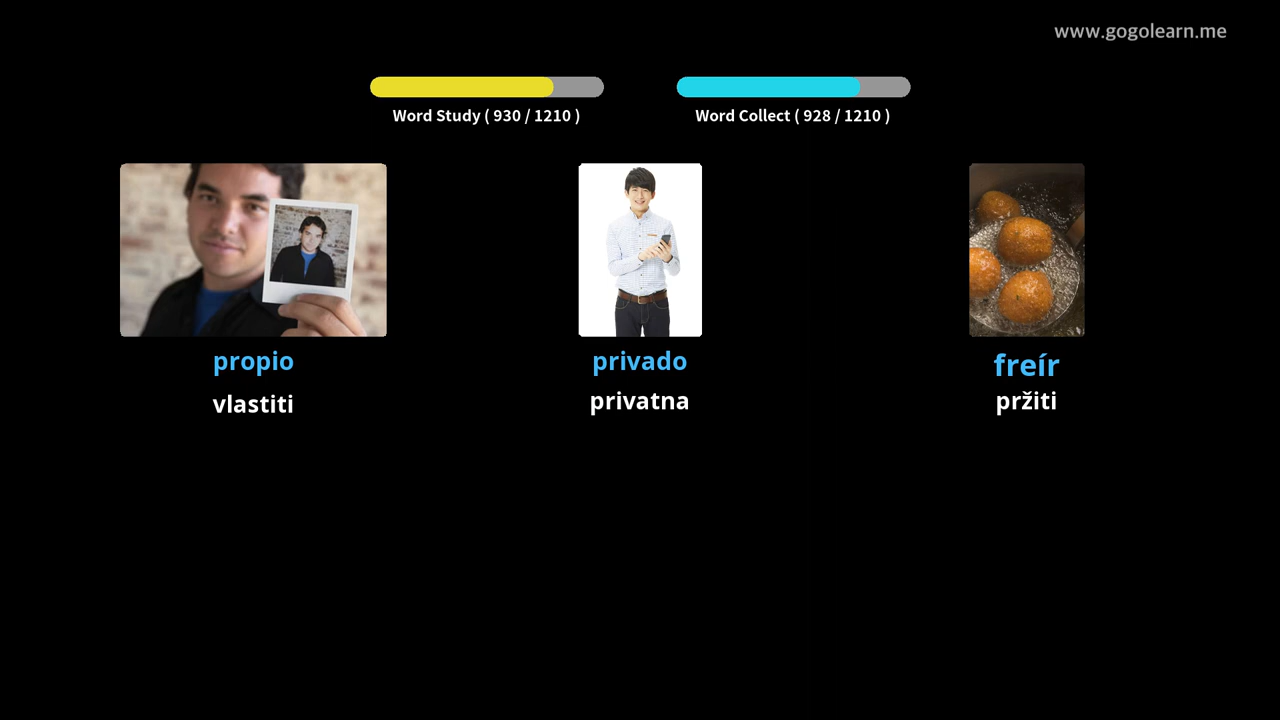 www.gogolearn.me
Word Study ( 930 / 1210 )
Word Collect ( 928 / 1210 )
propio
privado
freír
vlastiti
privatna
pržiti